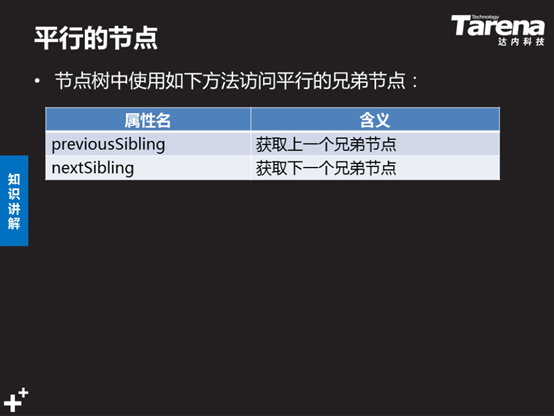 平行的节点
Technology
Tarena
达内科技
• 节点树中使用如下方法访问平行的兄弟节点：
属性名 含义
previousSibling 获取上一个兄弟节点
nextSibling 获取下一个兄弟节点
知识讲解